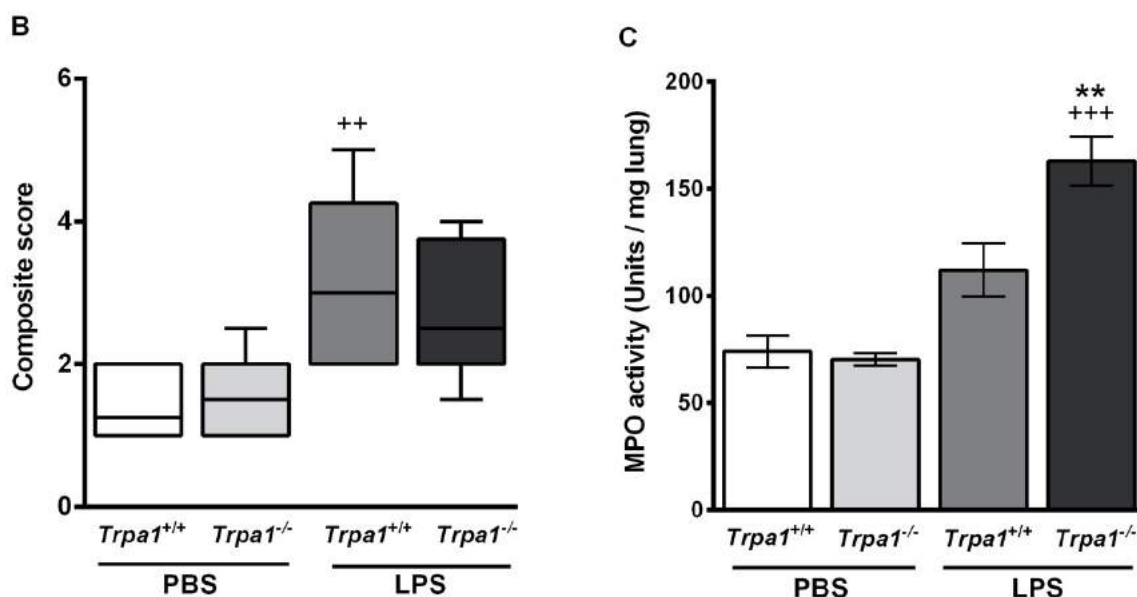 B
6
4
2
0
Composite score
++
Trpa1+/+ Trpa1-/- Trpa1+/+ Trpa1-/-
PBS LPS
C
200
150
100
50
0
MPO activity (Units / mg lung)
**
+++
Trpa1+/+ Trpa1-/- Trpa1+/+ Trpa1-/-
PBS LPS